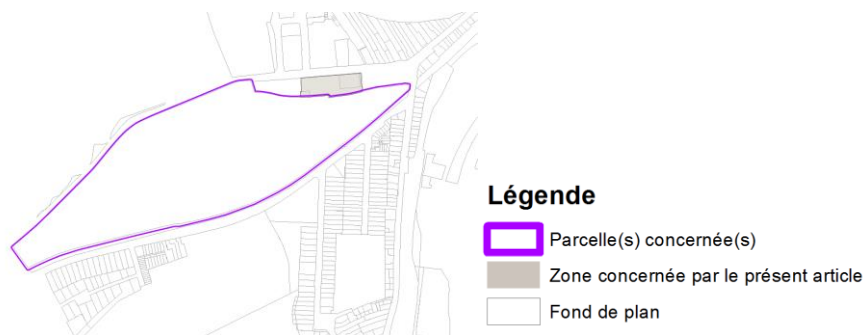 Légende
Parcelle(s) concernée(s)
Zone concernée par le présent article
Fond de plan